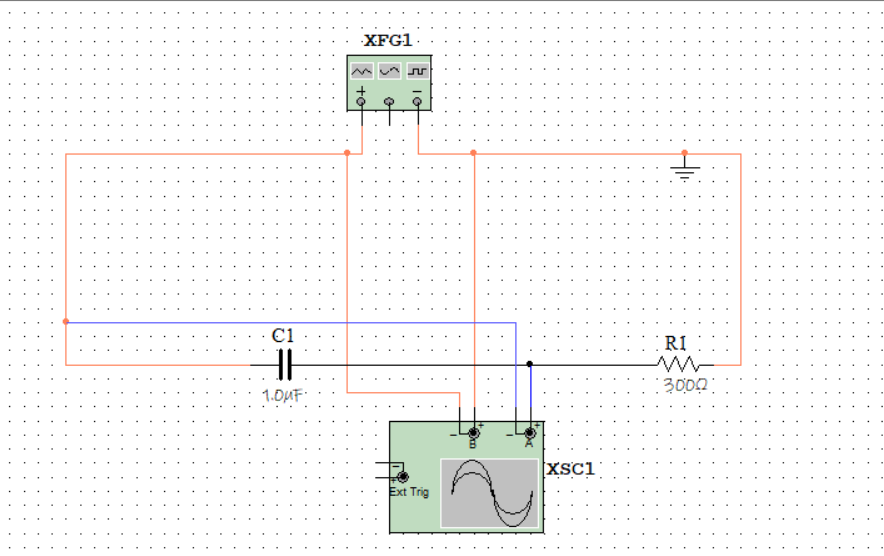 XFG1
+ −
C1
1.0μF
R1
300Ω
− + − +
B A
XSC1
−
+
Ext Trig